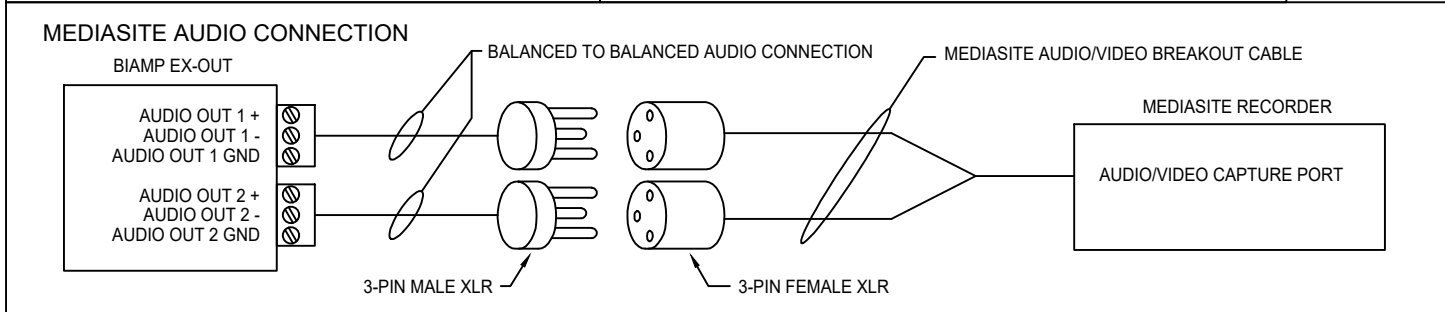 MEDIASITE AUDIO CONNECTION
BIAMP EX-OUT
AUDIO OUT 1 +
AUDIO OUT 1 -
AUDIO OUT 1 GND
AUDIO OUT 2 +
AUDIO OUT 2 -
AUDIO OUT 2 GND
BALANCED TO BALANCED AUDIO CONNECTION
3-PIN MALE XLR
3-PIN FEMALE XLR
MEDIASITE AUDIO/VIDEO BREAKOUT CABLE
MEDIASITE RECORDER
AUDIO/VIDEO CAPTURE PORT